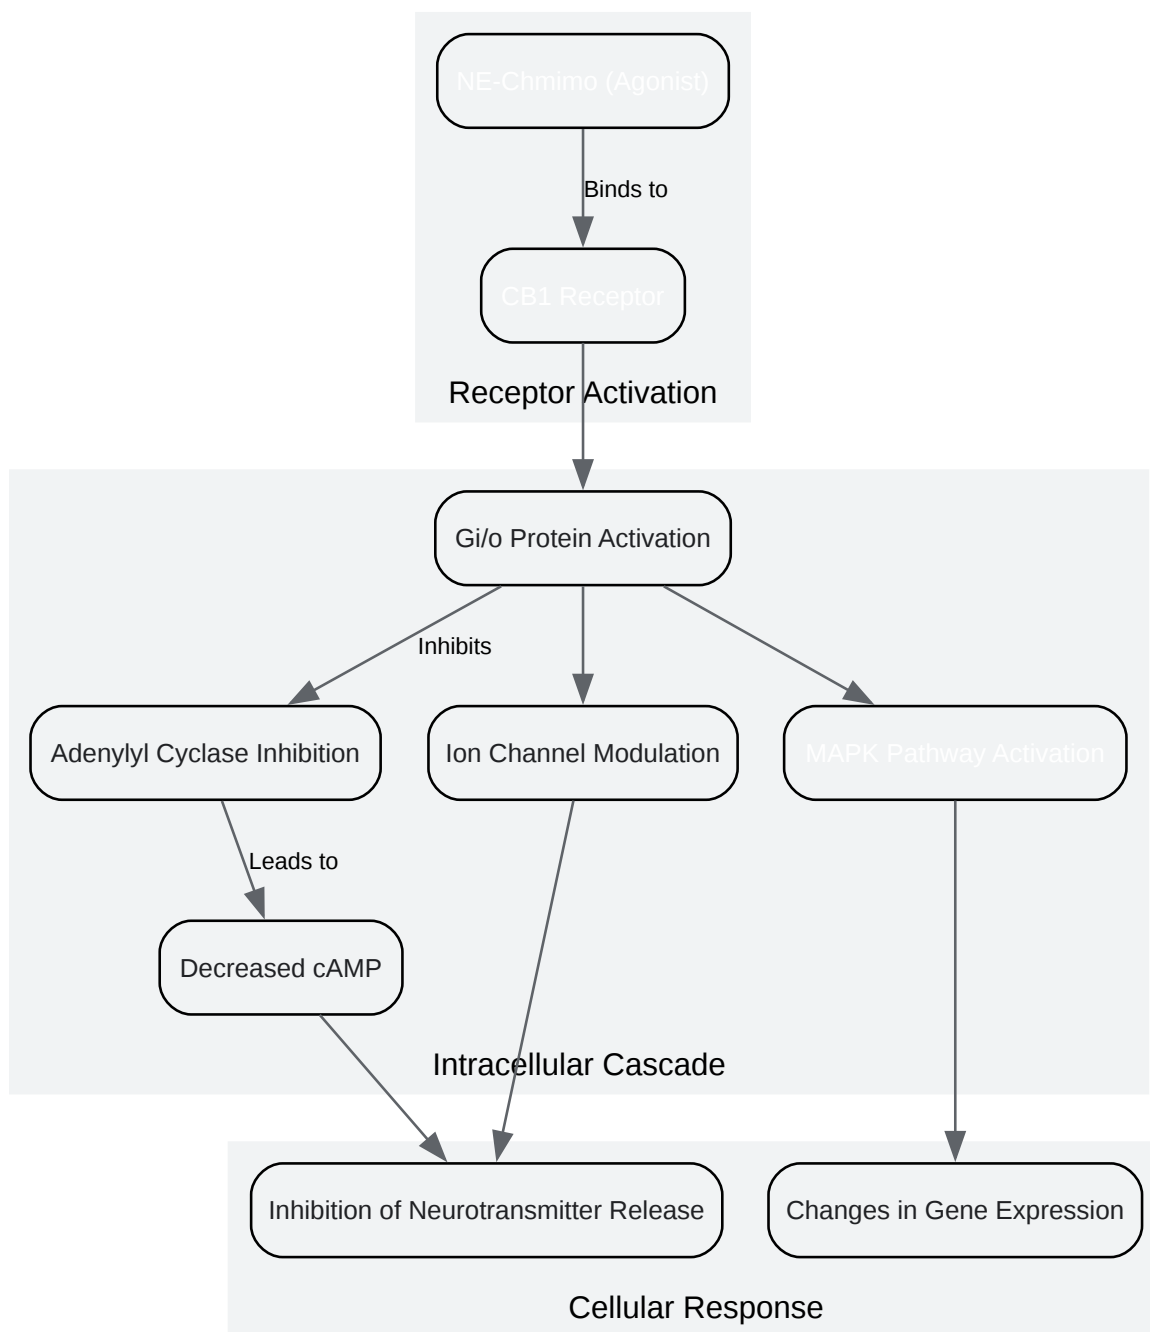 NE-Chmimo (Agonist)
Binds to
CB1 Receptor
Receptor Activation
Gi/o Protein Activation
Inhibits
Adenylyl Cyclase Inhibition
Ion Channel Modulation
MAPK Pathway Activation
Leads to
Decreased cAMP
Intracellular Cascade
Inhibition of Neurotransmitter Release
Changes in Gene Expression
Cellular Response